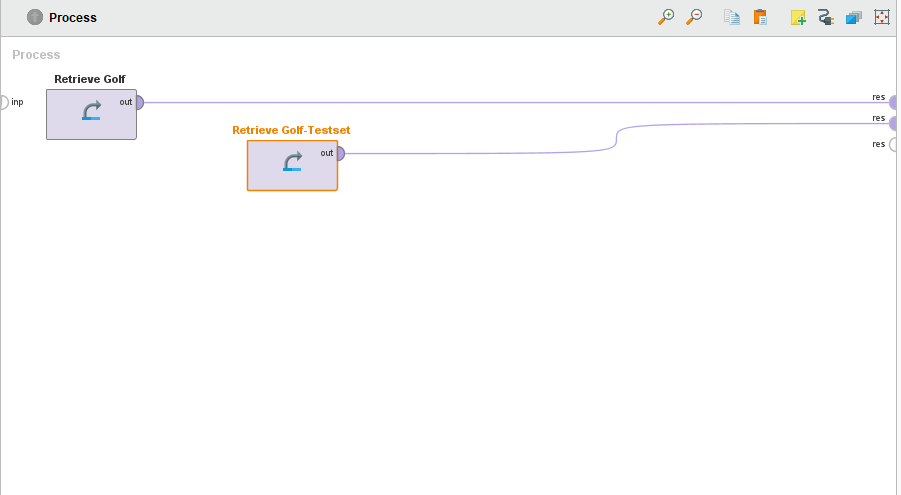 Process
Process
Retrieve Golf
inp
out
res
res
Retrieve Golf-Testset
out
res